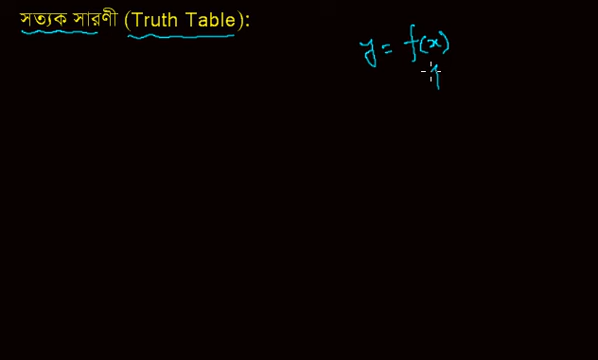 সত্যক সারণী (Truth Table):
y = f(x)